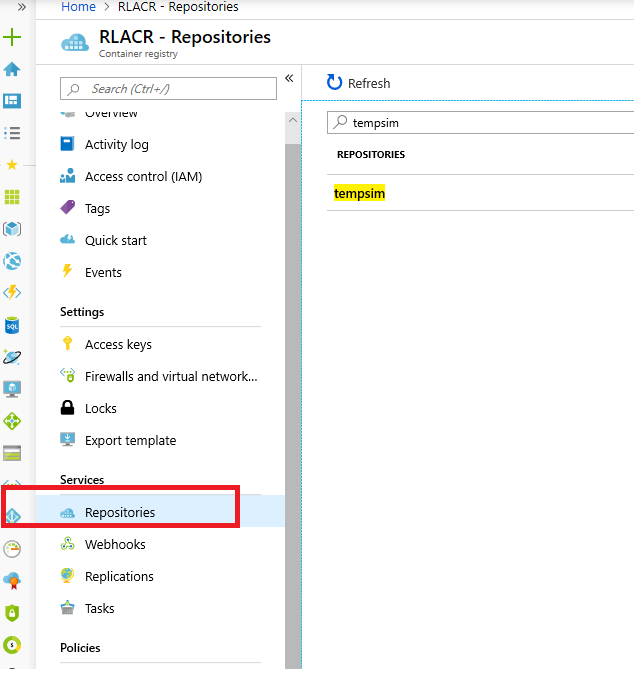 »
Home > RLACR - Repositories
RLACR - Repositories
Container registry
Search (Ctrl+/)
«
Overview
Activity log
Access control (IAM)
Tags
Quick start
Events
Settings
Access keys
Firewalls and virtual network...
Locks
Export template
Services
Repositories
Webhooks
Replications
Tasks
Policies
Refresh
tempsim
REPOSITORIES
tempsim
SQL